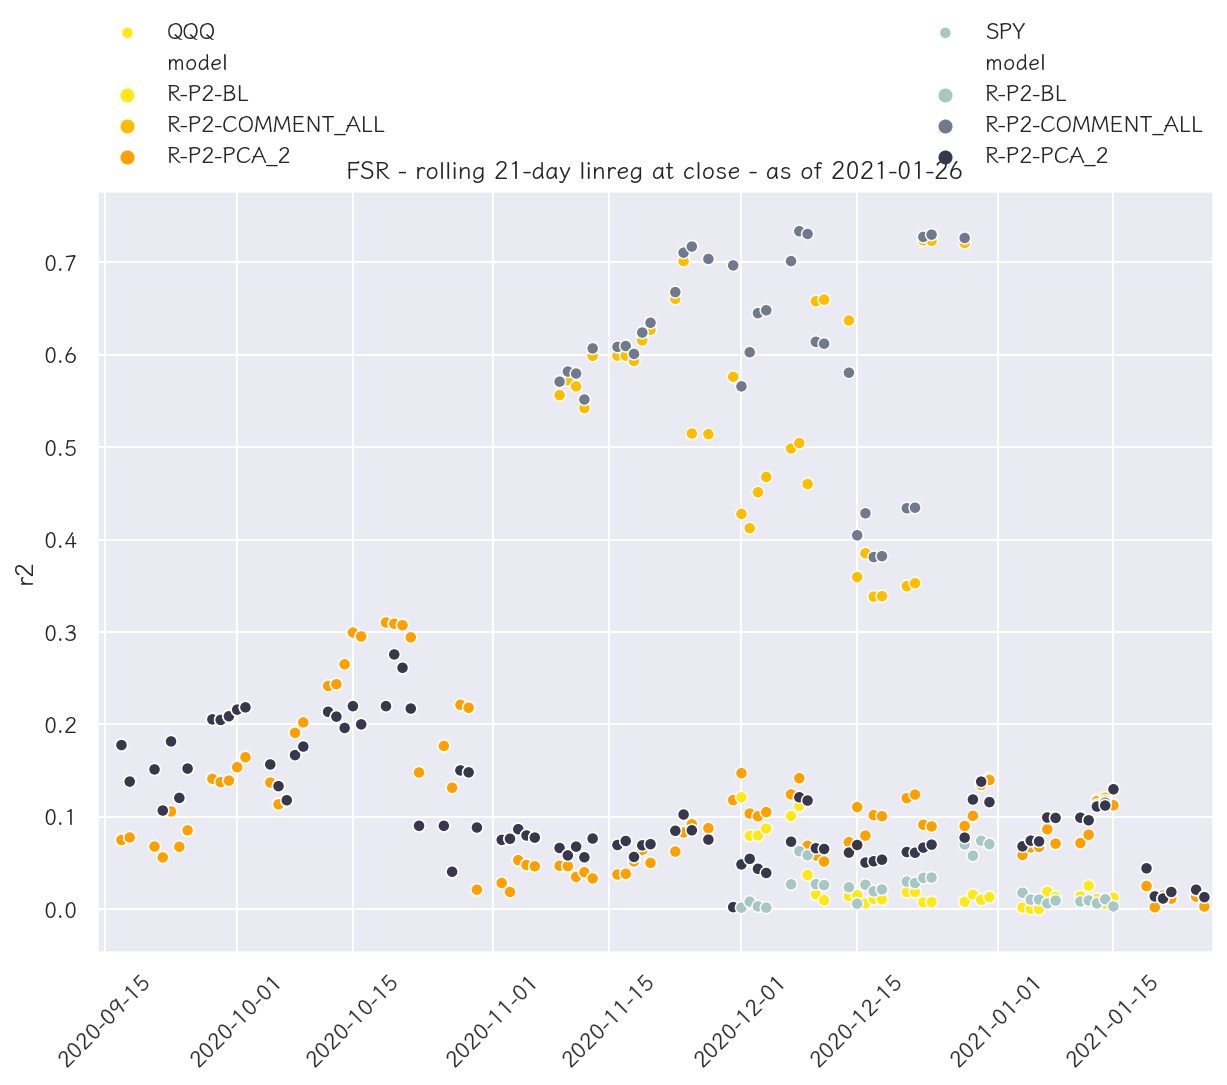 QQQ
model
R-P2-BL
R-P2-COMMENT_ALL
R-P2-PCA_2
SPY
model
R-P2-BL
R-P2-COMMENT_ALL
R-P2-PCA_2
FSR - rolling 21-day linreg at close - as of 2021-01-26
r2
0.7
0.6
0.5
0.4
0.3
0.2
0.1
0.0
2020-09-15
2020-10-01
2020-10-15
2020-11-01
2020-11-15
2020-12-01
2020-12-15
2021-01-01
2021-01-15